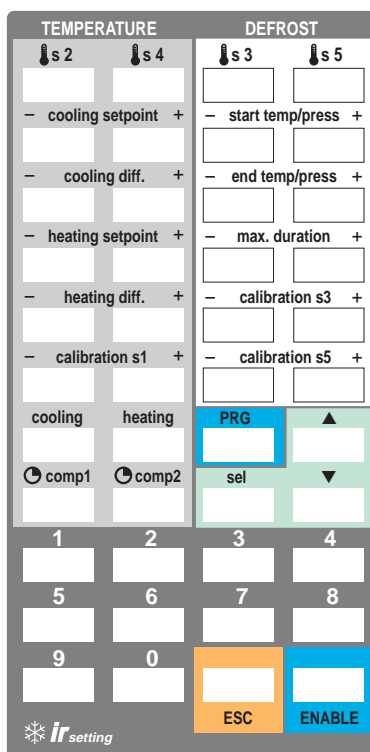 TEMPERATURE DEFROST
s 2 s 4 s 3 s 5
– cooling setpoint + – start temp/press +
– cooling diff. + – end temp/press +
– heating setpoint + – max. duration +
– heating diff. + – calibration s3 +
– calibration s1 + – calibration s5 +
cooling heating PRG ▲
comp1 comp2 sel ▼
1 2 3 4
5 6 7 8
9 0
ESC ENABLE
ir setting